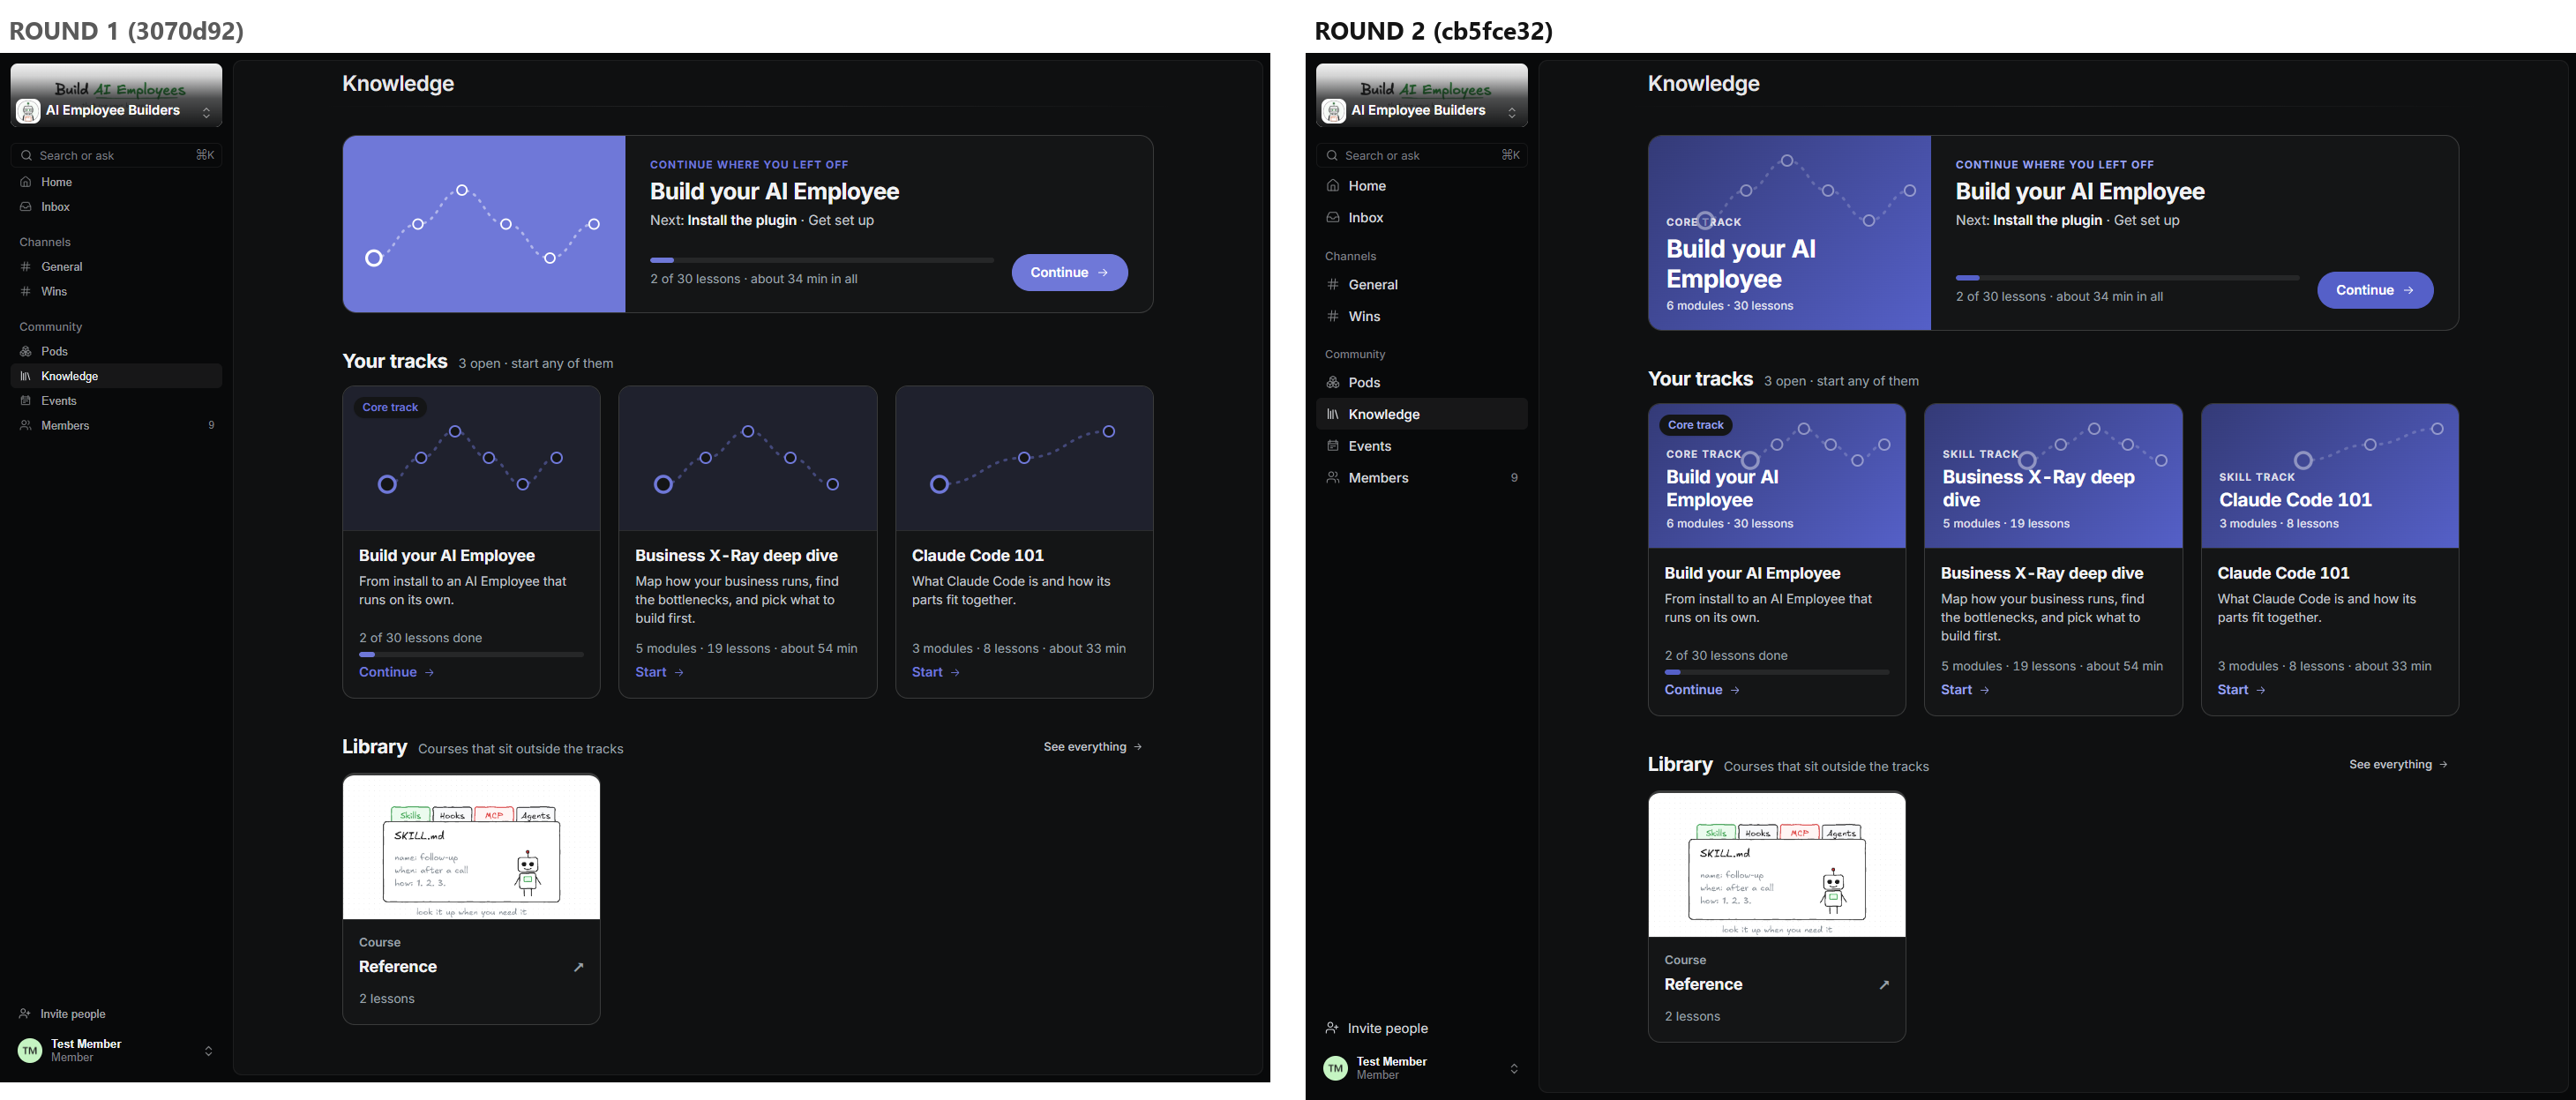 ROUND 1 (3070d92)
Build AI Employees
AI Employee Builders
Search or ask ⌘K
Home
Inbox
Channels
# General
# Wins
Community
Pods
Knowledge
Events
Members 9
Invite people
TM
Test Member
Member
Knowledge
CONTINUE WHERE YOU LEFT OFF
Build your AI Employee
Next: Install the plugin · Get set up
2 of 30 lessons · about 34 min in all
Continue →
Your tracks 3 open · start any of them
Core track
Build your AI Employee
From install to an AI Employee that
runs on its own.
2 of 30 lessons done
Continue →
Business X-Ray deep dive
Map how your business runs, find
the bottlenecks, and pick what to
build first.
5 modules · 19 lessons · about 54 min
Start →
Claude Code 101
What Claude Code is and how its
parts fit together.
3 modules · 8 lessons · about 33 min
Start →
Library Courses that sit outside the tracks
See everything →
Skills Hooks MCP Agents
SKILL.md
name: follow-up
when: after a call
how: 1. 2. 3.
look it up when you need it
Course
Reference ↗
2 lessons
ROUND 2 (cb5fce32)
Build AI Employees
AI Employee Builders
Search or ask ⌘K
Home
Inbox
Channels
# General
# Wins
Community
Pods
Knowledge
Events
Members 9
Invite people
TM
Test Member
Member
Knowledge
CORE TRACK
Build your AI
Employee
6 modules · 30 lessons
CONTINUE WHERE YOU LEFT OFF
Build your AI Employee
Next: Install the plugin · Get set up
2 of 30 lessons · about 34 min in all
Continue →
Your tracks 3 open · start any of them
Core track
CORE TRACK
Build your AI
Employee
6 modules · 30 lessons
Build your AI Employee
From install to an AI Employee that
runs on its own.
2 of 30 lessons done
Continue →
SKILL TRACK
Business X-Ray deep
dive
5 modules · 19 lessons
Business X-Ray deep dive
Map how your business runs, find
the bottlenecks, and pick what to
build first.
5 modules · 19 lessons · about 54 min
Start →
SKILL TRACK
Claude Code 101
3 modules · 8 lessons
Claude Code 101
What Claude Code is and how its
parts fit together.
3 modules · 8 lessons · about 33 min
Start →
Library Courses that sit outside the tracks
See everything →
Skills Hooks MCP Agents
SKILL.md
name: follow-up
when: after a call
how: 1. 2. 3.
look it up when you need it
Course
Reference ↗
2 lessons